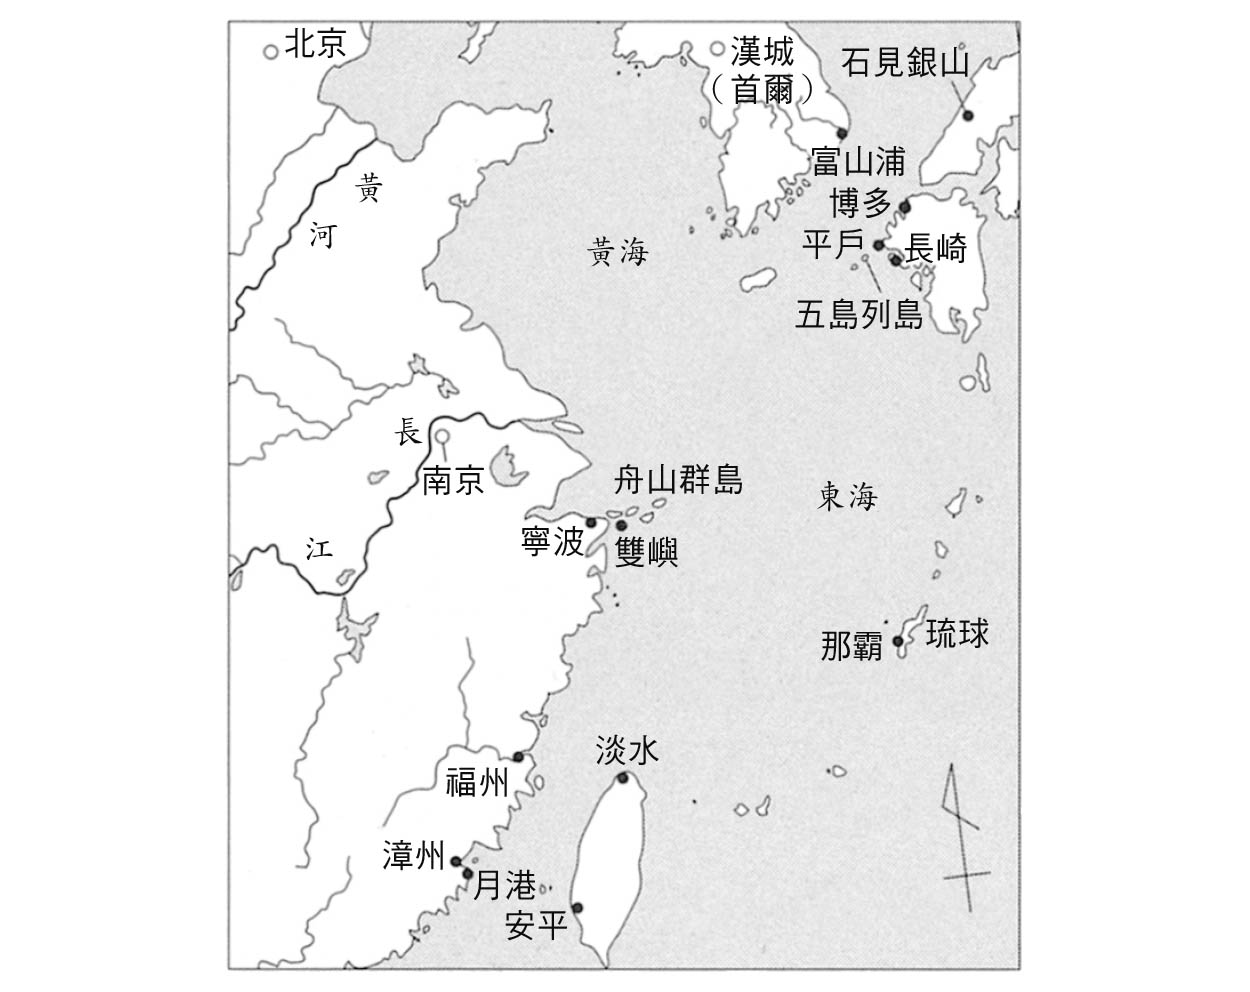 北京
漢城
（首爾）
石見銀山
富山浦
博多
平戶
長崎
五島列島
黃
河
黃海
長
南京
江
舟山群島
寧波
雙嶼
東海
那霸
琉球
淡水
福州
漳州
月港
安平